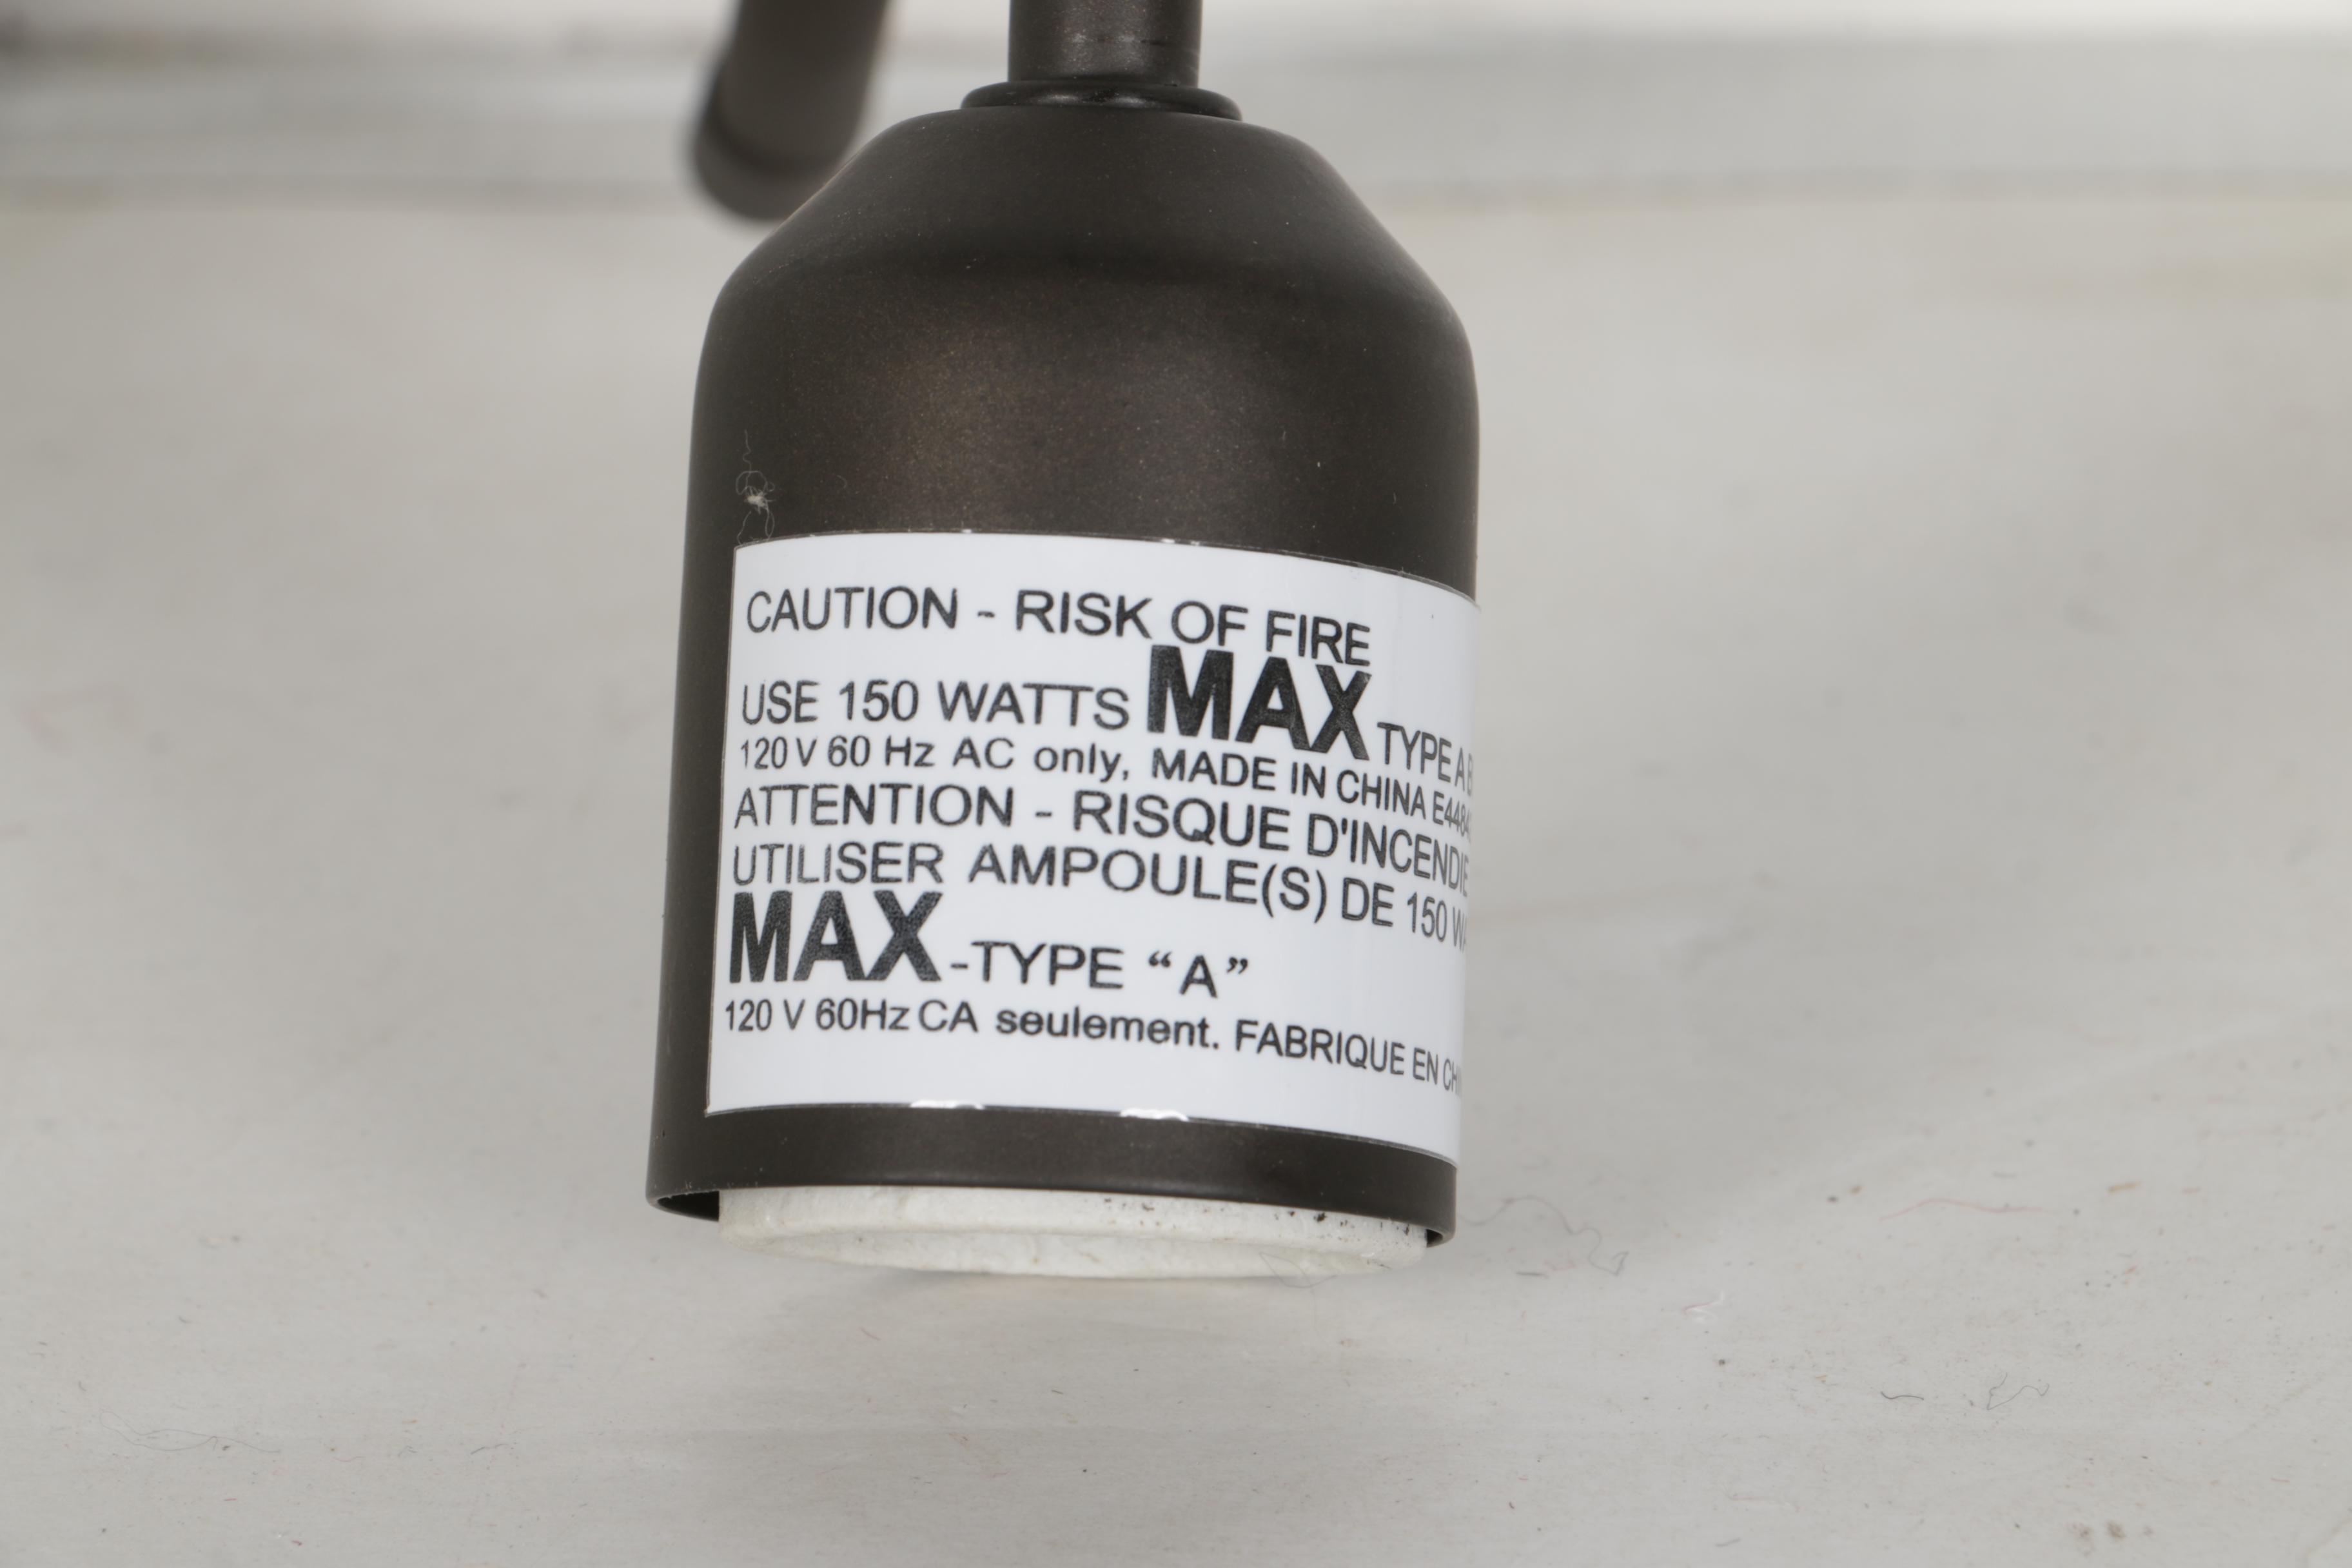 CAUTION - RISK OF FIRE
USE 150 WATTS MAX TYPE A
120 V 60 Hz AC only, MADE IN CHINA
ATTENTION - RISQUE D'INCENDIE
UTILISER AMPOULE(S) DE 150
MAX -TYPE “A”
120 V 60Hz CA seulement. FABRIQUE EN